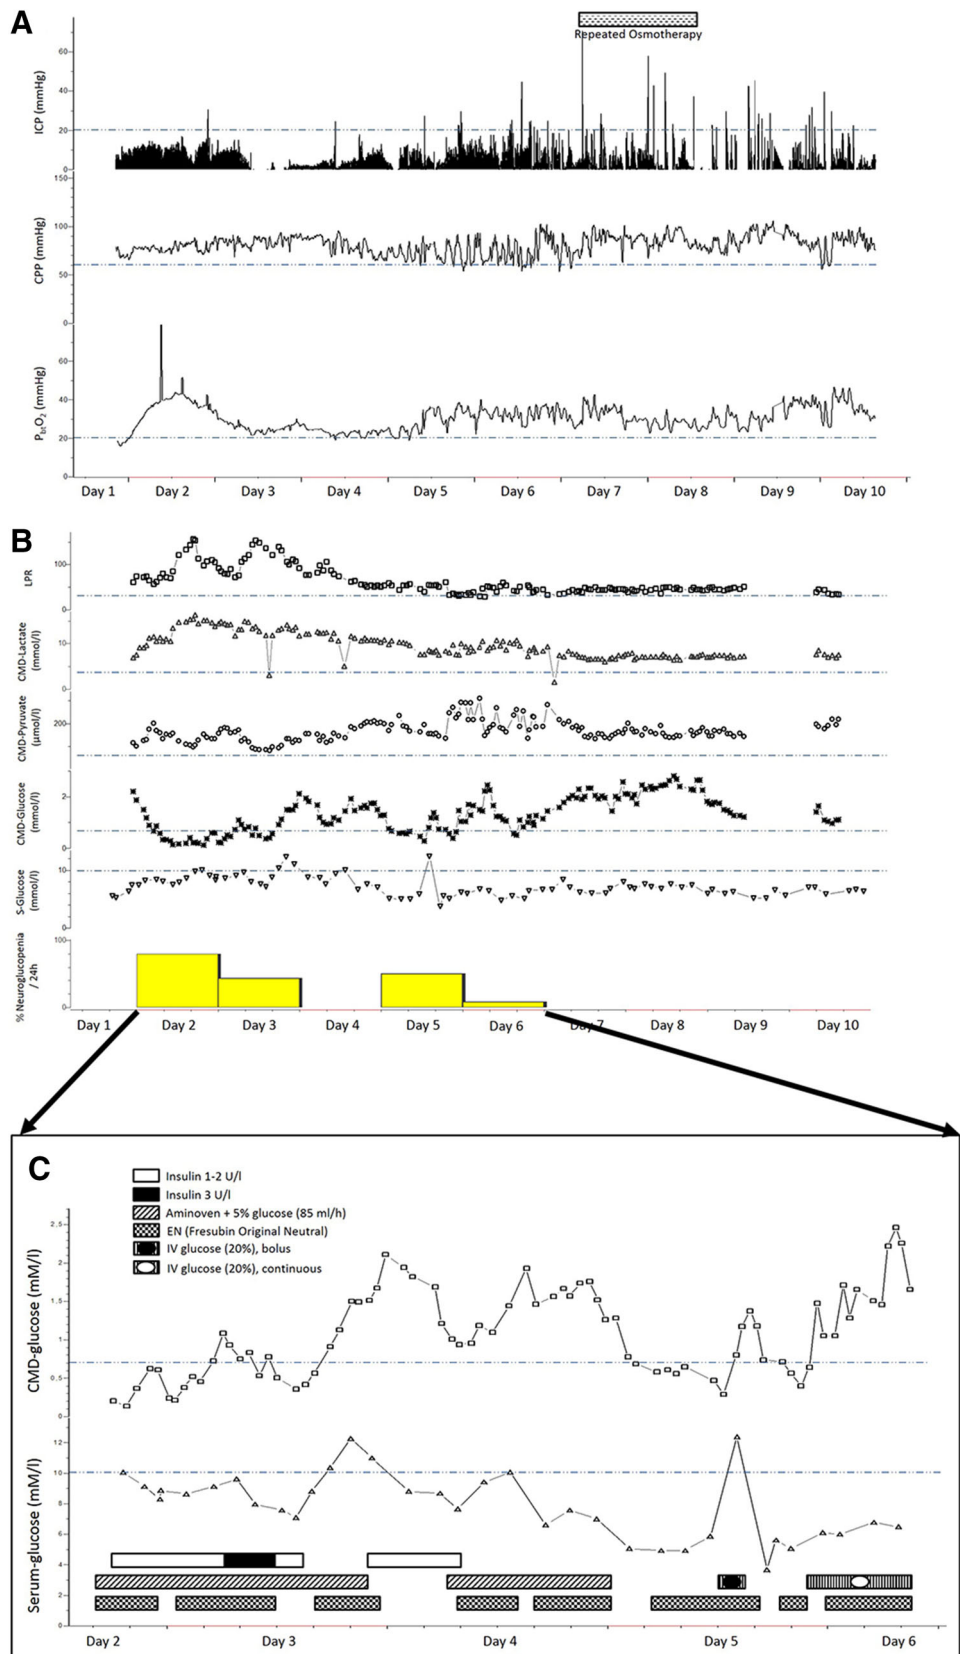 A
Repeated Osmotherapy
ICP (mmHg)
60
40
20
0
CPP (mmHg)
150
100
50
0
PbtO2 (mmHg)
60
40
20
0
Day 1 Day 2 Day 3 Day 4 Day 5 Day 6 Day 7 Day 8 Day 9 Day 10
B
LPR
100
0
CMD-Lactate
(mmol/l)
10
0
CMD-Pyruvate
(µmol/l)
200
CMD-Glucose
(mmol/l)
2
0
S-Glucose
(mmol/l)
10
0
% Neuroglucopenia
/ 24h
100
0
Day 1 Day 2 Day 3 Day 4 Day 5 Day 6 Day 7 Day 8 Day 9 Day 10
C
Insulin 1-2 U/l
Insulin 3 U/l
Aminoven + 5% glucose (85 ml/h)
EN (Fresubin Original Neutral)
IV glucose (20%), bolus
IV glucose (20%), continuous
CMD-glucose (mM/l)
2.5
2
1.5
1
0.5
0
Serum-glucose (mM/l)
12
10
8
6
4
2
0
Day 2 Day 3 Day 4 Day 5 Day 6